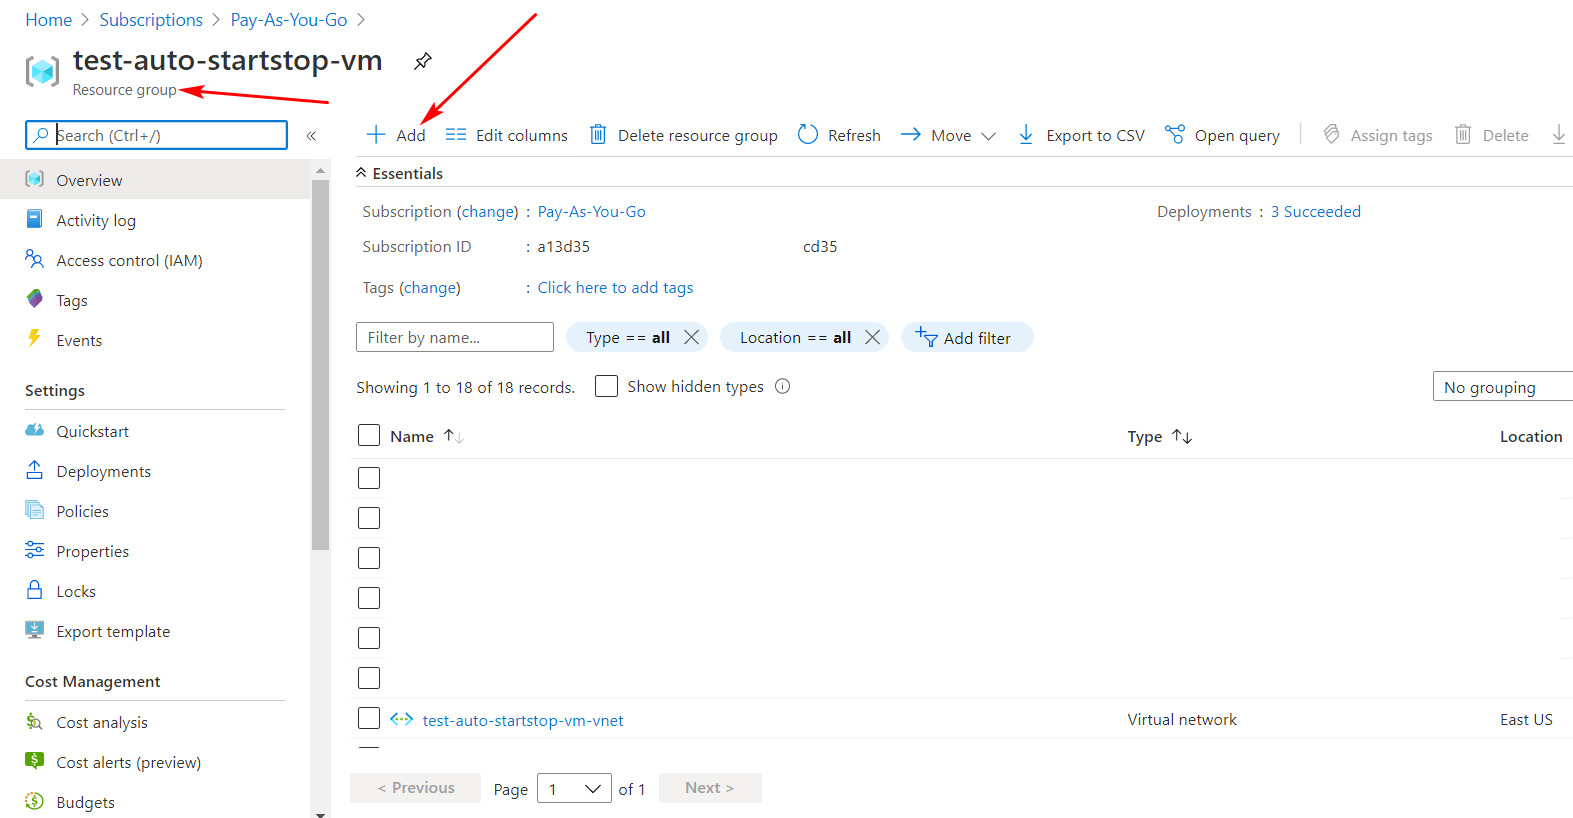 Home > Subscriptions > Pay-As-You-Go >
test-auto-startstop-vm
Resource group
Search (Ctrl+/) «
Add Edit columns Delete resource group Refresh Move Export to CSV Open query Assign tags Delete
Overview
Activity log
Access control (IAM)
Tags
Events
Settings
Quickstart
Deployments
Policies
Properties
Locks
Export template
Cost Management
Cost analysis
Cost alerts (preview)
Budgets
Essentials
Subscription (change) : Pay-As-You-Go Deployments : 3 Succeeded
Subscription ID : a13d35 cd35
Tags (change) : Click here to add tags
Filter by name... Type == all Location == all Add filter
Showing 1 to 18 of 18 records. Show hidden types No grouping
Name Type Location
test-auto-startstop-vm-vnet Virtual network East US
< Previous Page 1 of 1 Next >